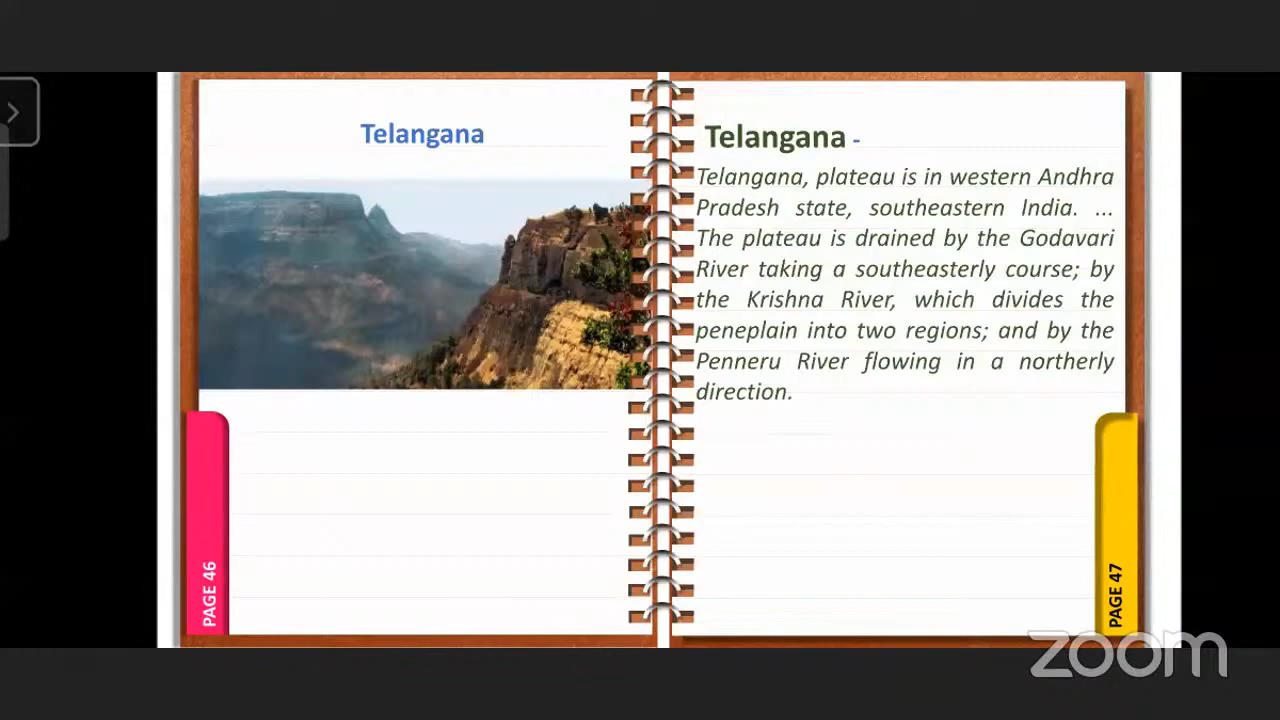 Telangana
PAGE 46
Telangana -
Telangana, plateau is in western Andhra
Pradesh state, southeastern India. ...
The plateau is drained by the Godavari
River taking a southeasterly course; by
the Krishna River, which divides the
peneplain into two regions; and by the
Penneru River flowing in a northerly
direction.
PAGE 47
zoom